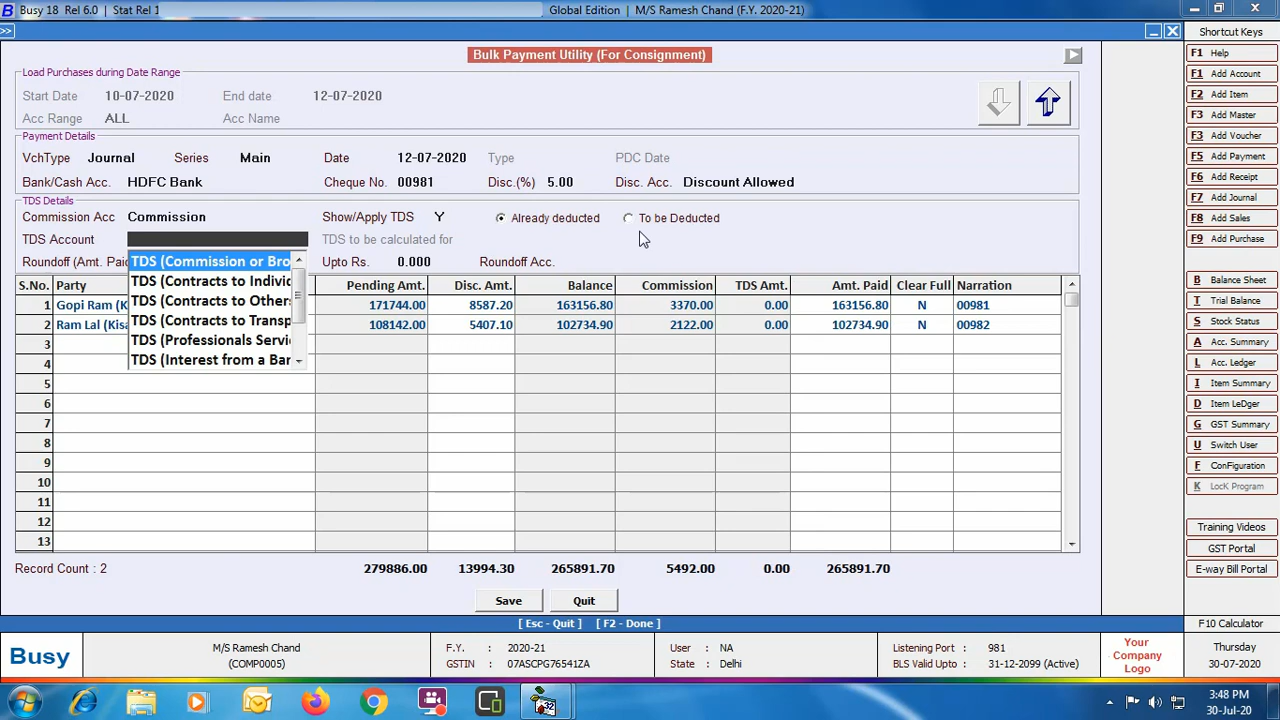 Busy 18 Rel 6.0 | Stat Rel 1 Global Edition | M/S Ramesh Chand (F.Y. 2020-21)
>>
Bulk Payment Utility (For Consignment)
Load Purchases during Date Range
Start Date 10-07-2020 End date 12-07-2020
Acc Range ALL Acc Name
Payment Details
VchType Journal Series Main Date 12-07-2020 Type PDC Date
Bank/Cash Acc. HDFC Bank Cheque No. 00981 Disc.(%) 5.00 Disc. Acc. Discount Allowed
TDS Details
Commission Acc Commission Show/Apply TDS Y Already deducted To be Deducted
TDS Account TDS to be calculated for
Roundoff (Amt. Paid Upto Rs. 0.000 Roundoff Acc.
TDS (Commission or Bro
TDS (Contracts to Individ
TDS (Contracts to Others
TDS (Contracts to Transp
TDS (Professionals Servic
TDS (Interest from a Ban
S.No. Party Pending Amt. Disc. Amt. Balance Commission TDS Amt. Amt. Paid Clear Full Narration
1 Gopi Ram (K 171744.00 8587.20 163156.80 3370.00 0.00 163156.80 N 00981
2 Ram Lal (Kisa 108142.00 5407.10 102734.90 2122.00 0.00 102734.90 N 00982
3
4
5
6
7
8
9
10
11
12
13
Record Count : 2 279886.00 13994.30 265891.70 5492.00 0.00 265891.70
Save Quit
[ Esc - Quit ] [ F2 - Done ]
Shortcut Keys
F1 Help
F1 Add Account
F2 Add Item
F3 Add Master
F3 Add Voucher
F5 Add Payment
F6 Add Receipt
F7 Add Journal
F8 Add Sales
F9 Add Purchase
B Balance Sheet
T Trial Balance
S Stock Status
A Acc. Summary
L Acc. Ledger
I Item Summary
D Item LeDger
G GST Summary
U Switch User
F ConFiguration
K LocK Program
Training Videos
GST Portal
E-way Bill Portal
F10 Calculator
Busy
M/S Ramesh Chand
(COMP0005)
F.Y. : 2020-21
GSTIN : 07ASCPG76541ZA
User : NA
State : Delhi
Listening Port : 981
BLS Valid Upto : 31-12-2099 (Active)
Your
Company
Logo
Thursday
30-07-2020
3:48 PM
30-Jul-20